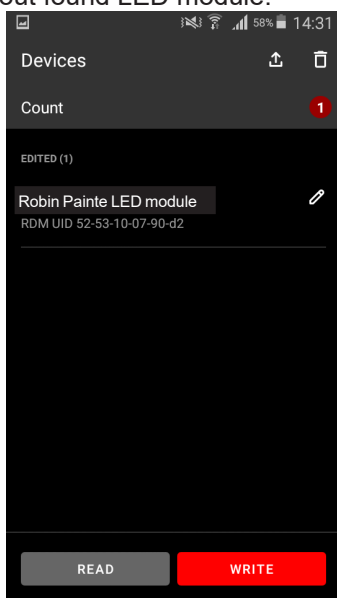 out found LED module.
58% 14:31
Devices
Count 1
EDITED (1)
Robin Painte LED module
RDM UID 52-53-10-07-90-d2
READ WRITE